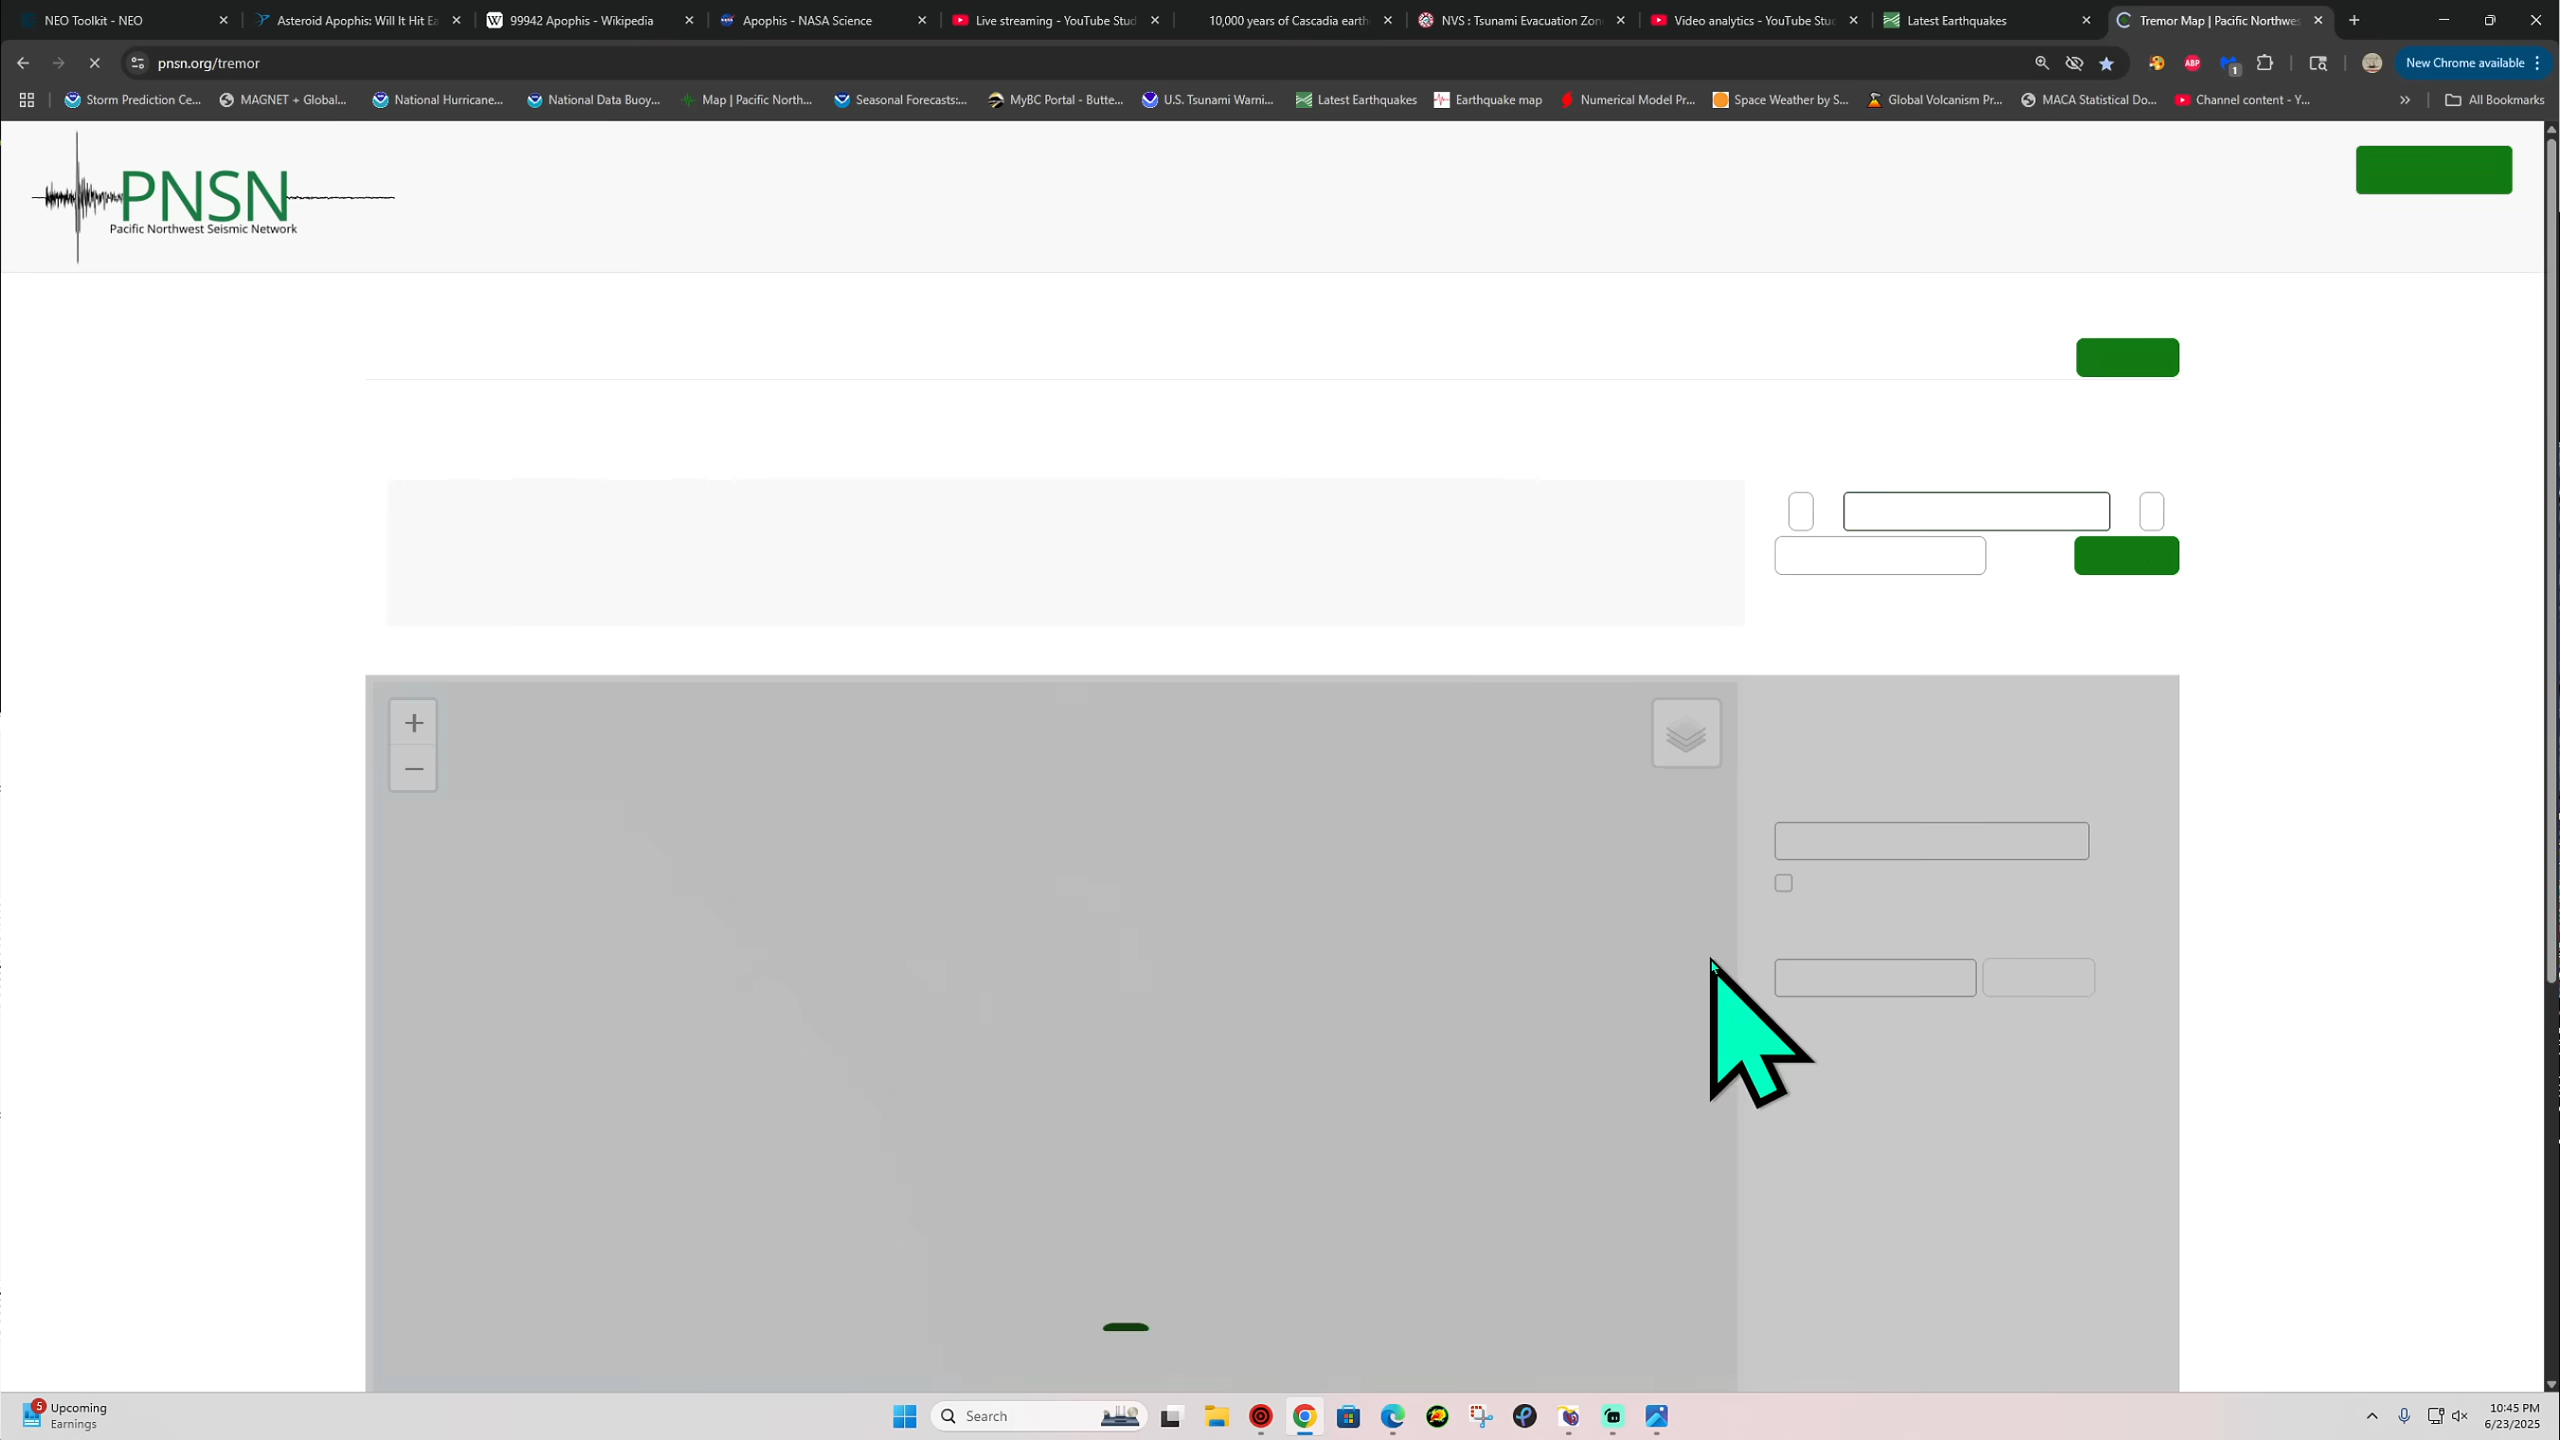 NEO Toolkit - NEO
Asteroid Apophis: Will It Hit Ea
99942 Apophis - Wikipedia
Apophis - NASA Science
Live streaming - YouTube Stud
10,000 years of Cascadia earth
NVS : Tsunami Evacuation Zon
Video analytics - YouTube Stud
Latest Earthquakes
Tremor Map | Pacific Northwes
pnsn.org/tremor
ABP
1
New Chrome available
Storm Prediction Ce...
MAGNET + Global...
National Hurricane...
National Data Buoy...
Map | Pacific North...
Seasonal Forecasts:...
MyBC Portal - Butte...
U.S. Tsunami Warni...
Latest Earthquakes
Earthquake map
Numerical Model Pr...
Space Weather by S...
Global Volcanism Pr...
MACA Statistical Do...
Channel content - Y...
All Bookmarks
PNSN
Pacific Northwest Seismic Network
+
−
5
Upcoming
Earnings
Search
10:45 PM
6/23/2025